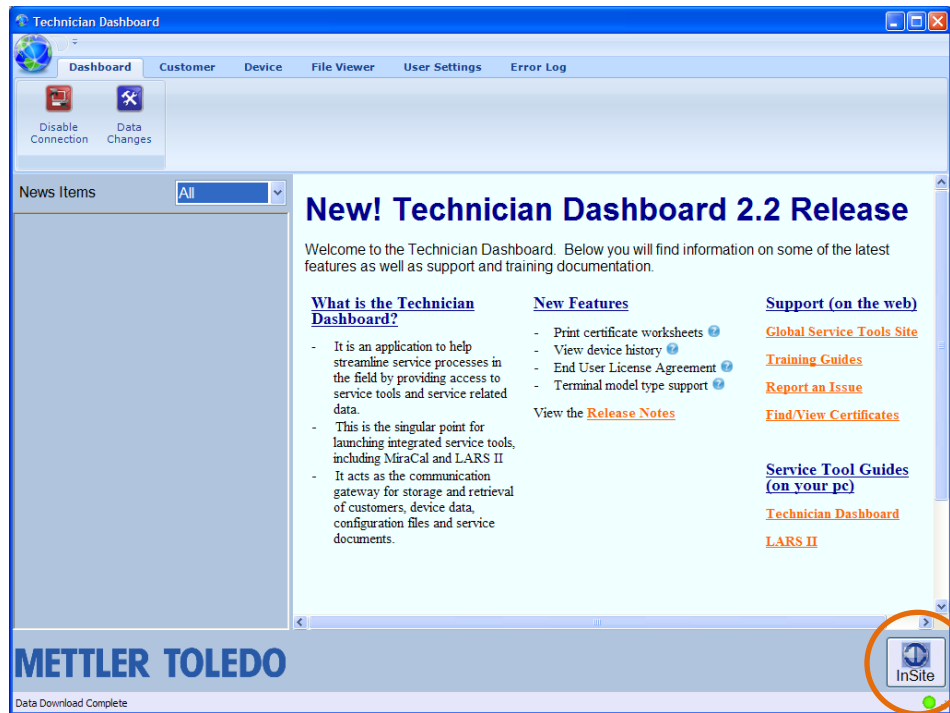 Technician Dashboard
Dashboard Customer Device File Viewer User Settings Error Log
Disable Connection
Data Changes
News Items All
New! Technician Dashboard 2.2 Release
Welcome to the Technician Dashboard. Below you will find information on some of the latest
features as well as support and training documentation.
What is the Technician
Dashboard?
- It is an application to help
streamline service processes in
the field by providing access to
service tools and service related
data.
- This is the singular point for
launching integrated service tools,
including MiraCal and LARS II
- It acts as the communication
gateway for storage and retrieval
of customers, device data,
configuration files and service
documents.
New Features
- Print certificate worksheets ?
- View device history ?
- End User License Agreement ?
- Terminal model type support ?
View the Release Notes
Support (on the web)
Global Service Tools Site
Training Guides
Report an Issue
Find/View Certificates
Service Tool Guides
(on your pc)
Technician Dashboard
LARS II
METTLER TOLEDO
InSite
Data Download Complete